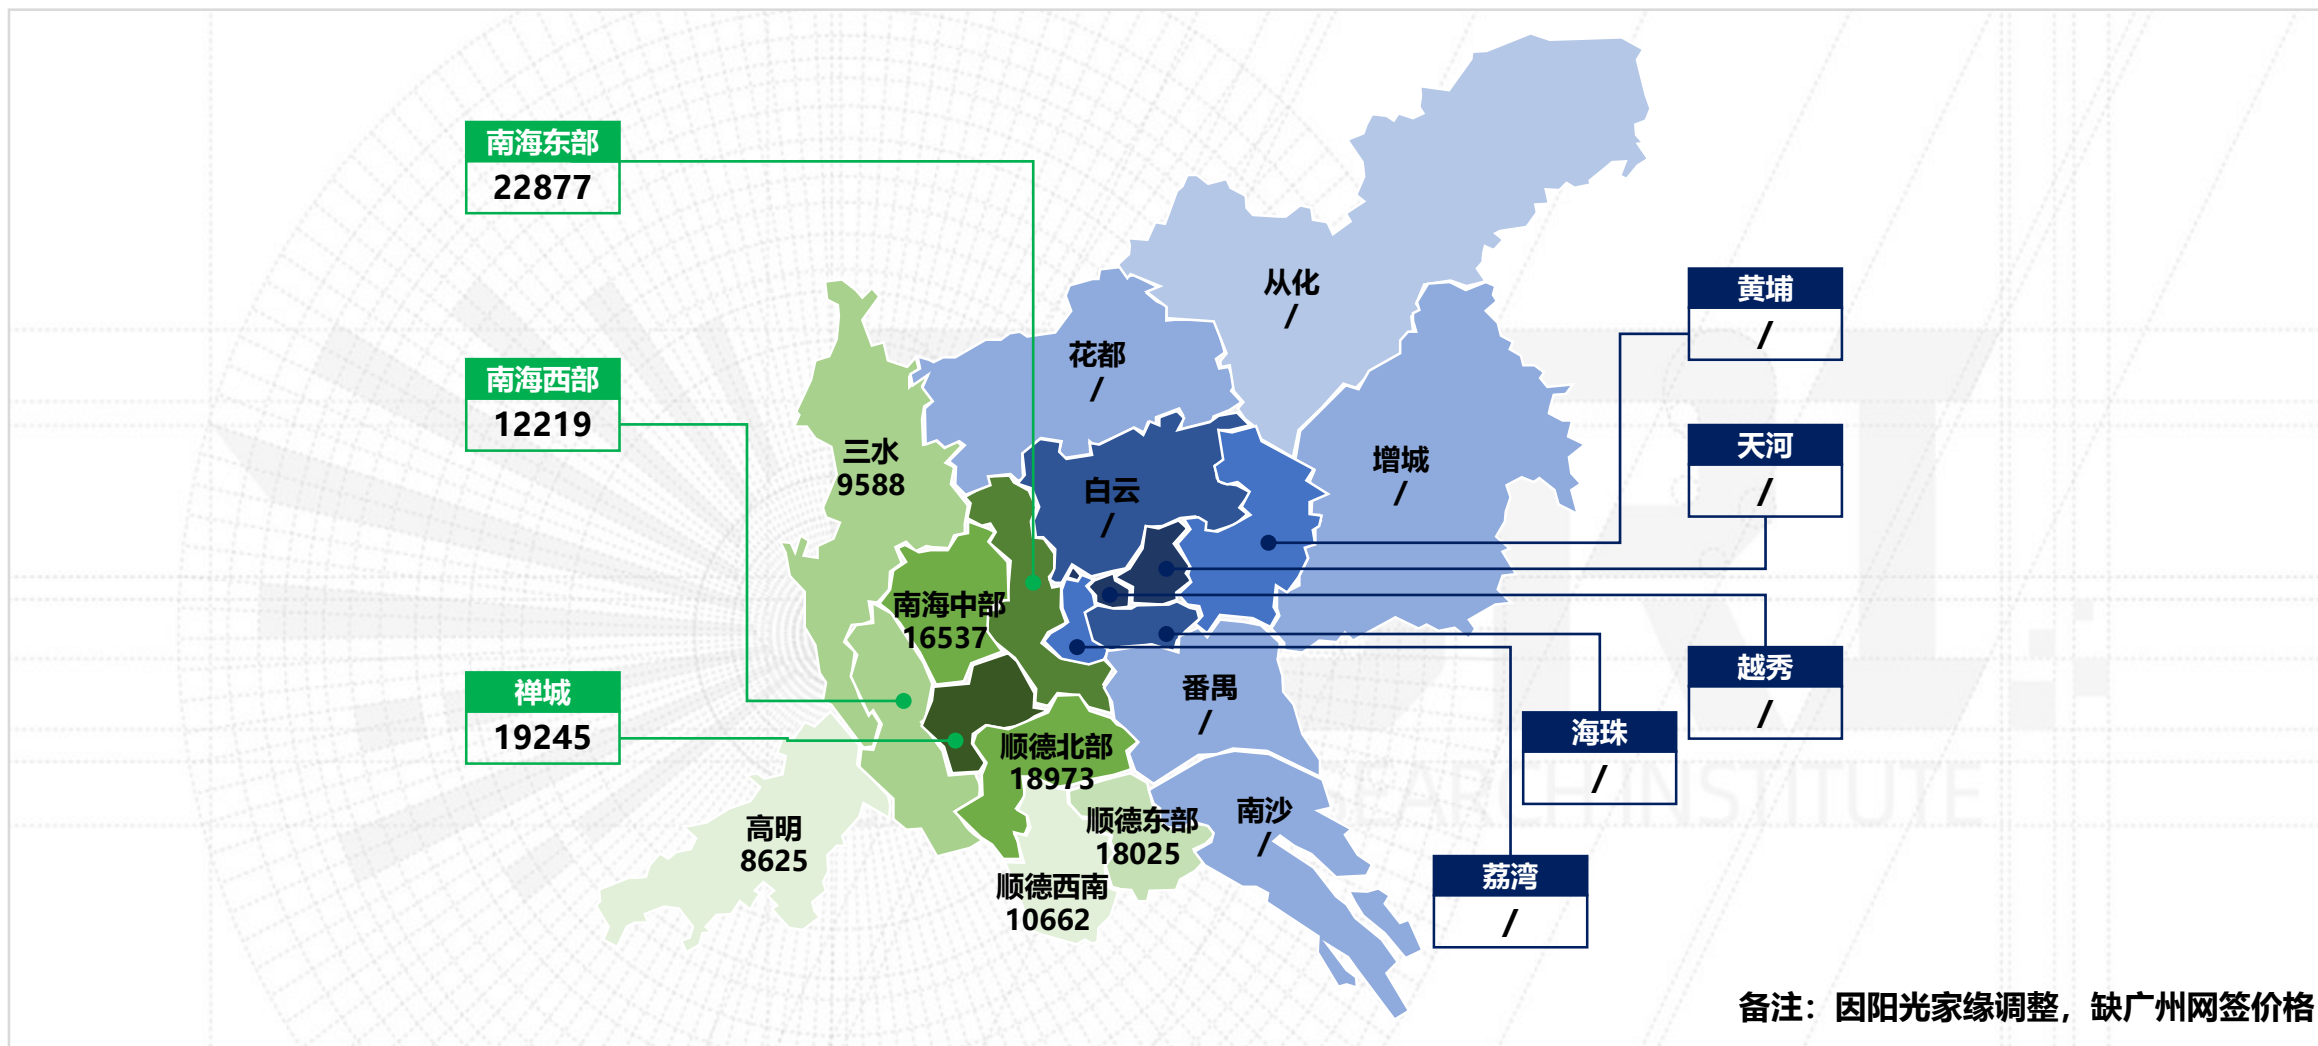 南海东部
22877
南海西部
12219
禅城
19245
从化
/
花都
/
白云
/
增城
/
三水
9588
南海中部
16537
番禺
/
顺德北部
18973
顺德东部
18025
南沙
/
高明
8625
顺德西南
10662
黄埔
/
天河
/
越秀
/
海珠
/
荔湾
/
备注：因阳光家缘调整，缺广州网签价格